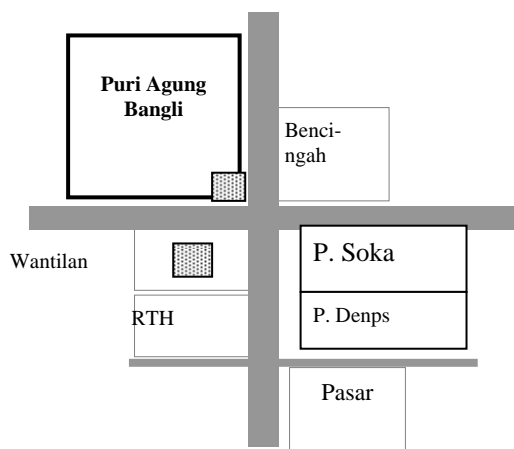 Puri Agung
Bangli
Benci-
ngah
Wantilan
P. Soka
RTH
P. Denps
Pasar